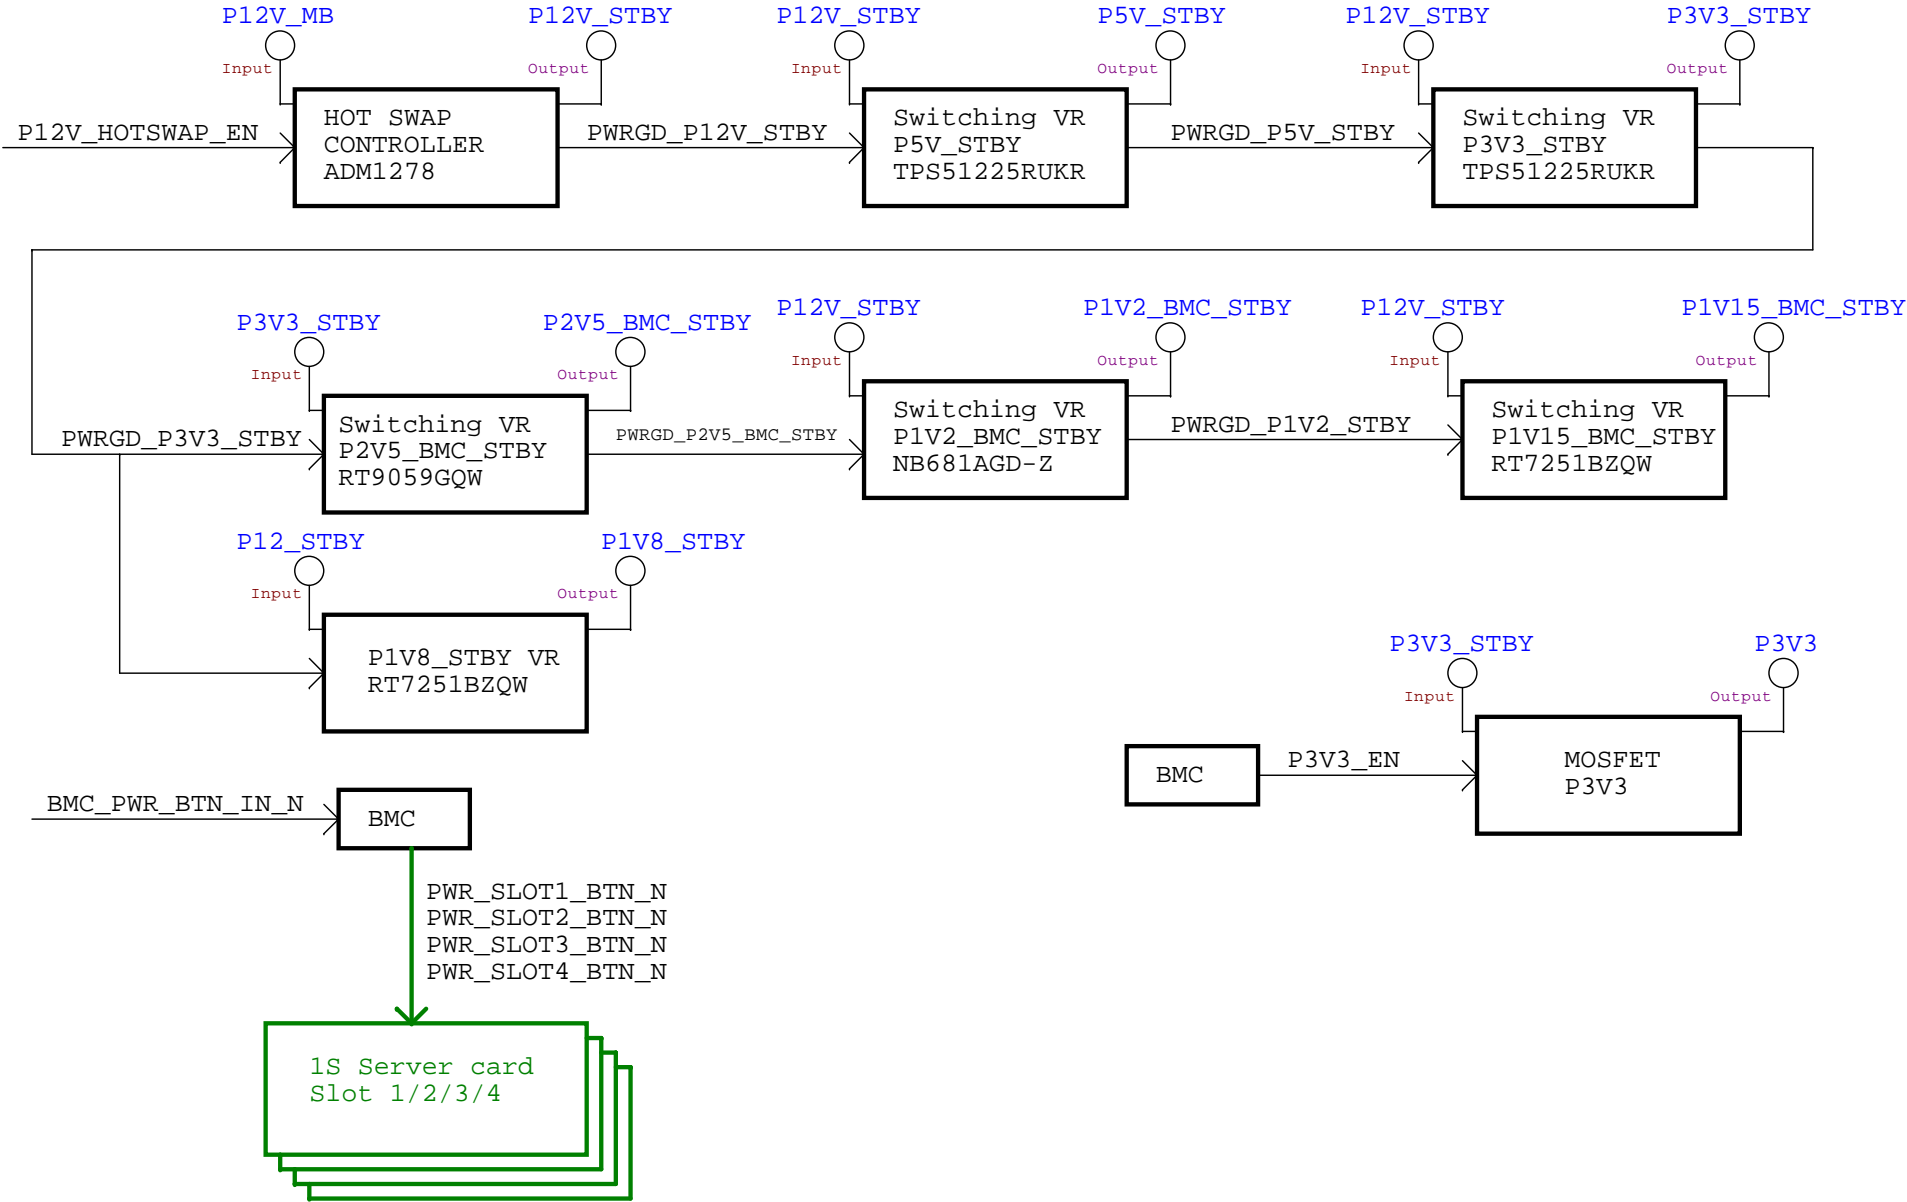 P12V_MB
P12V_STBY
P12V_STBY
P5V_STBY
P12V_STBY
P3V3_STBY
Input
Output
Input
Output
Input
Output
P12V_HOTSWAP_EN
HOT SWAP
CONTROLLER
ADM1278
PWRGD_P12V_STBY
Switching VR
P5V_STBY
TPS51225RUKR
PWRGD_P5V_STBY
Switching VR
P3V3_STBY
TPS51225RUKR
P3V3_STBY
P2V5_BMC_STBY
P12V_STBY
P1V2_BMC_STBY
P12V_STBY
P1V15_BMC_STBY
Input
Output
Input
Output
Input
Output
PWRGD_P3V3_STBY
Switching VR
P2V5_BMC_STBY
RT9059GQW
PWRGD_P2V5_BMC_STBY
Switching VR
P1V2_BMC_STBY
NB681AGD-Z
PWRGD_P1V2_STBY
Switching VR
P1V15_BMC_STBY
RT7251BZQW
P12_STBY
P1V8_STBY
Input
Output
P1V8_STBY VR
RT7251BZQW
P3V3_STBY
P3V3
Input
Output
BMC
P3V3_EN
MOSFET
P3V3
BMC_PWR_BTN_IN_N
BMC
PWR_SLOT1_BTN_N
PWR_SLOT2_BTN_N
PWR_SLOT3_BTN_N
PWR_SLOT4_BTN_N
1S Server card
Slot 1/2/3/4